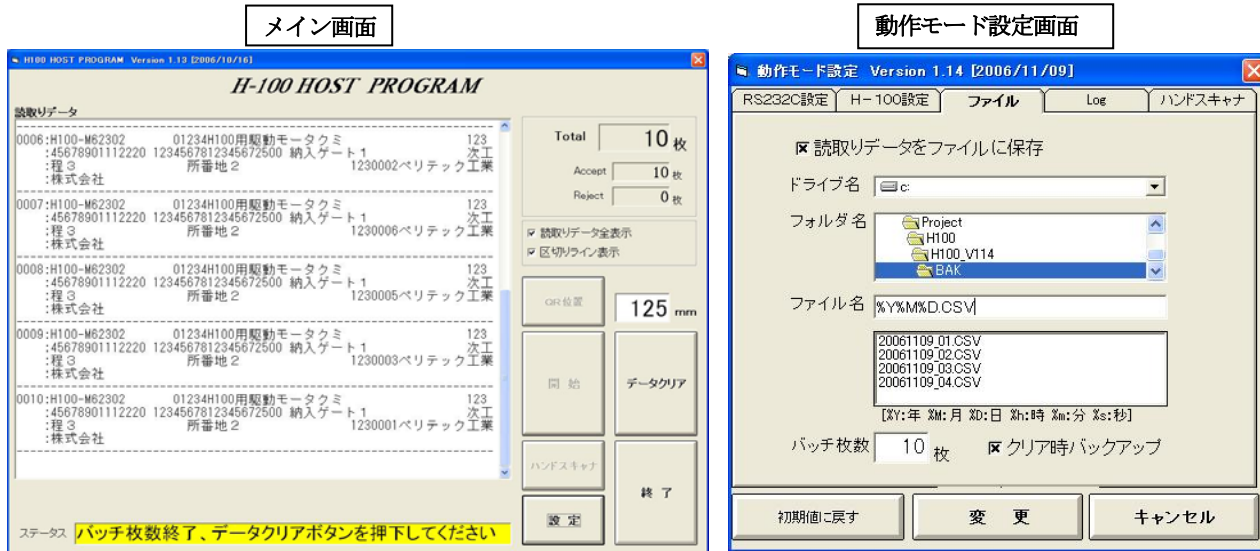 メイン画面
H100 HOST PROGRAM Version 1.13 [2006/10/16]
H-100 HOST PROGRAM
読取りデータ
0006:H100-M62302 01234H100用駆動モータクミ 123
:45678901112220 1234567812345672500 納入ゲート1 次工
:程3 所番地2 1230002ペリテック工業
:株式会社
0007:H100-M62302 01234H100用駆動モータクミ 123
:45678901112220 1234567812345672500 納入ゲート1 次工
:程3 所番地2 1230006ペリテック工業
:株式会社
0008:H100-M62302 01234H100用駆動モータクミ 123
:45678901112220 1234567812345672500 納入ゲート1 次工
:程3 所番地2 1230005ペリテック工業
:株式会社
0009:H100-M62302 01234H100用駆動モータクミ 123
:45678901112220 1234567812345672500 納入ゲート1 次工
:程3 所番地2 1230003ペリテック工業
:株式会社
0010:H100-M62302 01234H100用駆動モータクミ 123
:45678901112220 1234567812345672500 納入ゲート1 次工
:程3 所番地2 1230001ペリテック工業
:株式会社
Total 10 枚
Accept 10 枚
Reject 0 枚
読取りデータ全表示
区切りライン表示
QR位置 125 mm
開始 データクリア
ハンドスキャナ
終了
設定
ステータス バッチ枚数終了、データクリアボタンを押下してください
動作モード設定画面
動作モード設定 Version 1.14 [2006/11/09]
RS232C設定 H-100設定 ファイル Log ハンドスキャナ
読取りデータをファイルに保存
ドライブ名 c:
フォルダ名 Project
H100
H100_V114
BAK
ファイル名 %Y%M%D.CSV
20061109_01.CSV
20061109_02.CSV
20061109_03.CSV
20061109_04.CSV
[%Y:年 %M:月 %D:日 %h:時 %m:分 %s:秒]
バッチ枚数 10 枚 クリア時バックアップ
初期値に戻す 変更 キャンセル